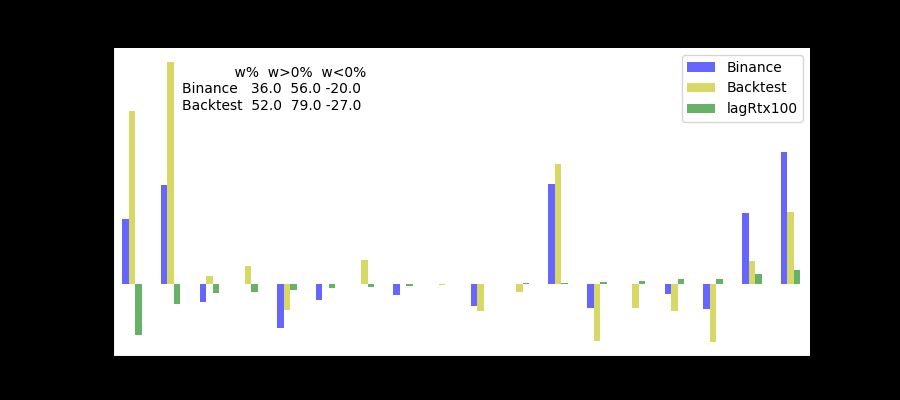 w% w>0% w<0%
Binance 36.0 56.0 -20.0
Backtest 52.0 79.0 -27.0
Binance
Backtest
lagRtx100